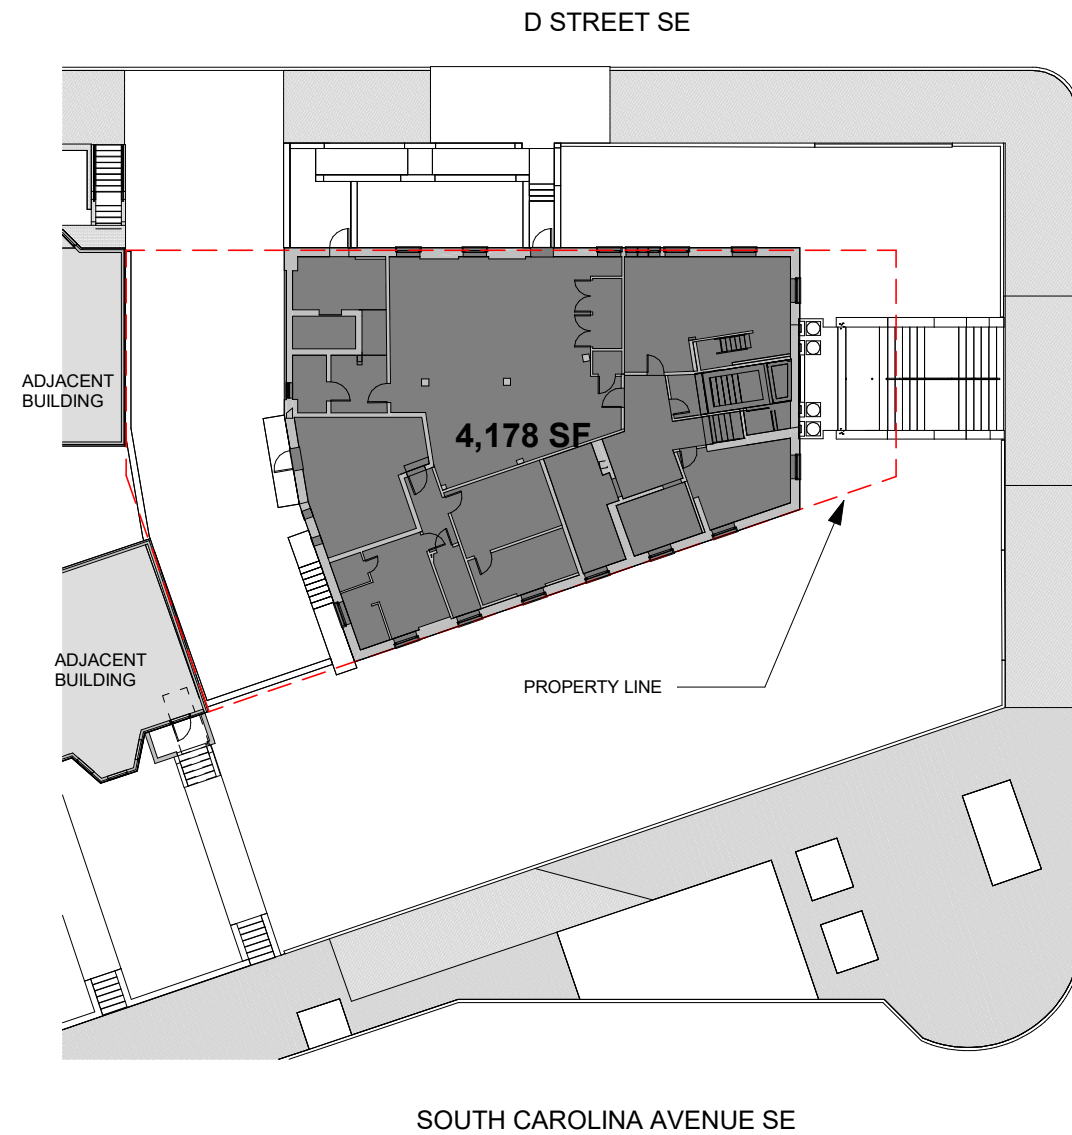 D STREET SE
ADJACENT
BUILDING
4,178 SF
ADJACENT
BUILDING
PROPERTY LINE
SOUTH CAROLINA AVENUE SE